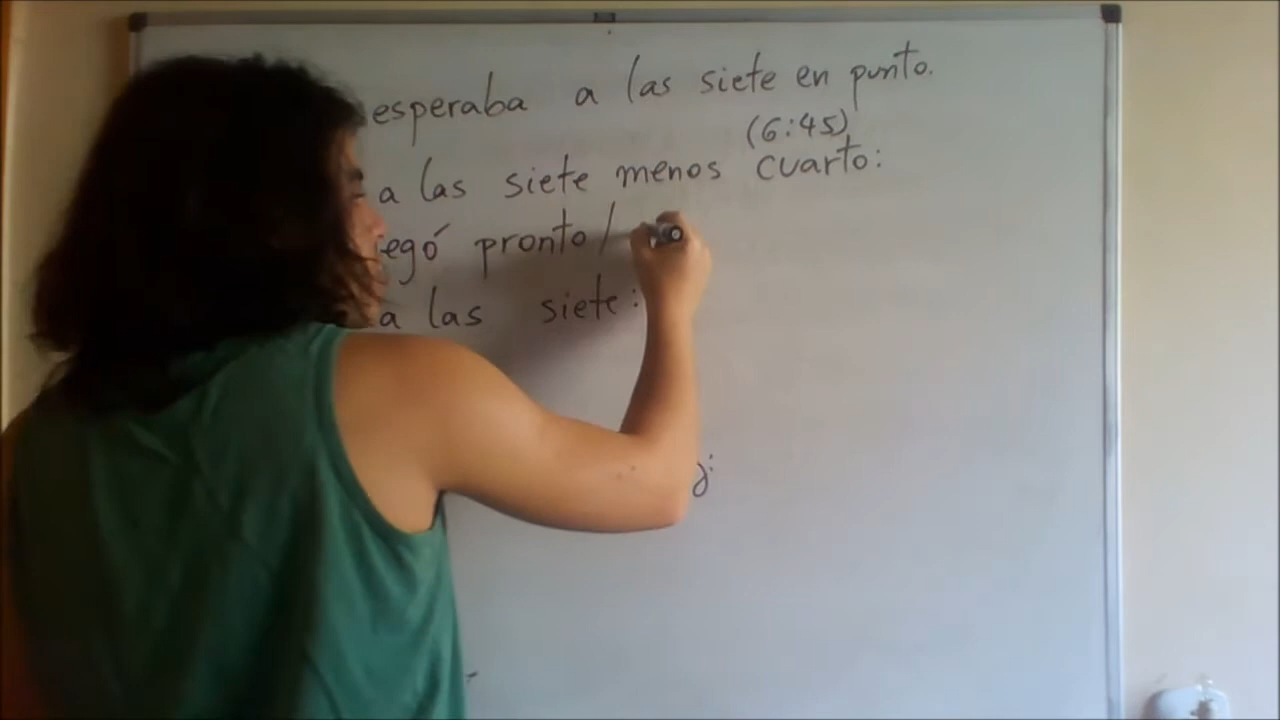 esperaba a las siete en punto.
(6:45)
a las siete menos cuarto:
egó pronto /
a las siete: